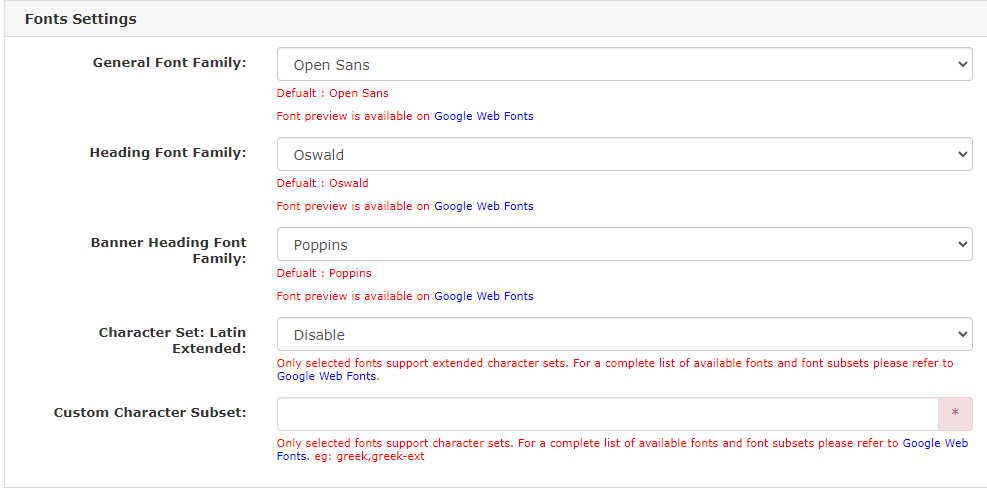 Fonts Settings
General Font Family:
Open Sans
Defualt : Open Sans
Font preview is available on Google Web Fonts
Heading Font Family:
Oswald
Defualt : Oswald
Font preview is available on Google Web Fonts
Banner Heading Font
Family:
Poppins
Defualt : Poppins
Font preview is available on Google Web Fonts
Character Set: Latin
Extended:
Disable
Only selected fonts support extended character sets. For a complete list of available fonts and font subsets please refer to
Google Web Fonts.
Custom Character Subset:
*
Only selected fonts support character sets. For a complete list of available fonts and font subsets please refer to Google Web
Fonts. eg: greek,greek-ext